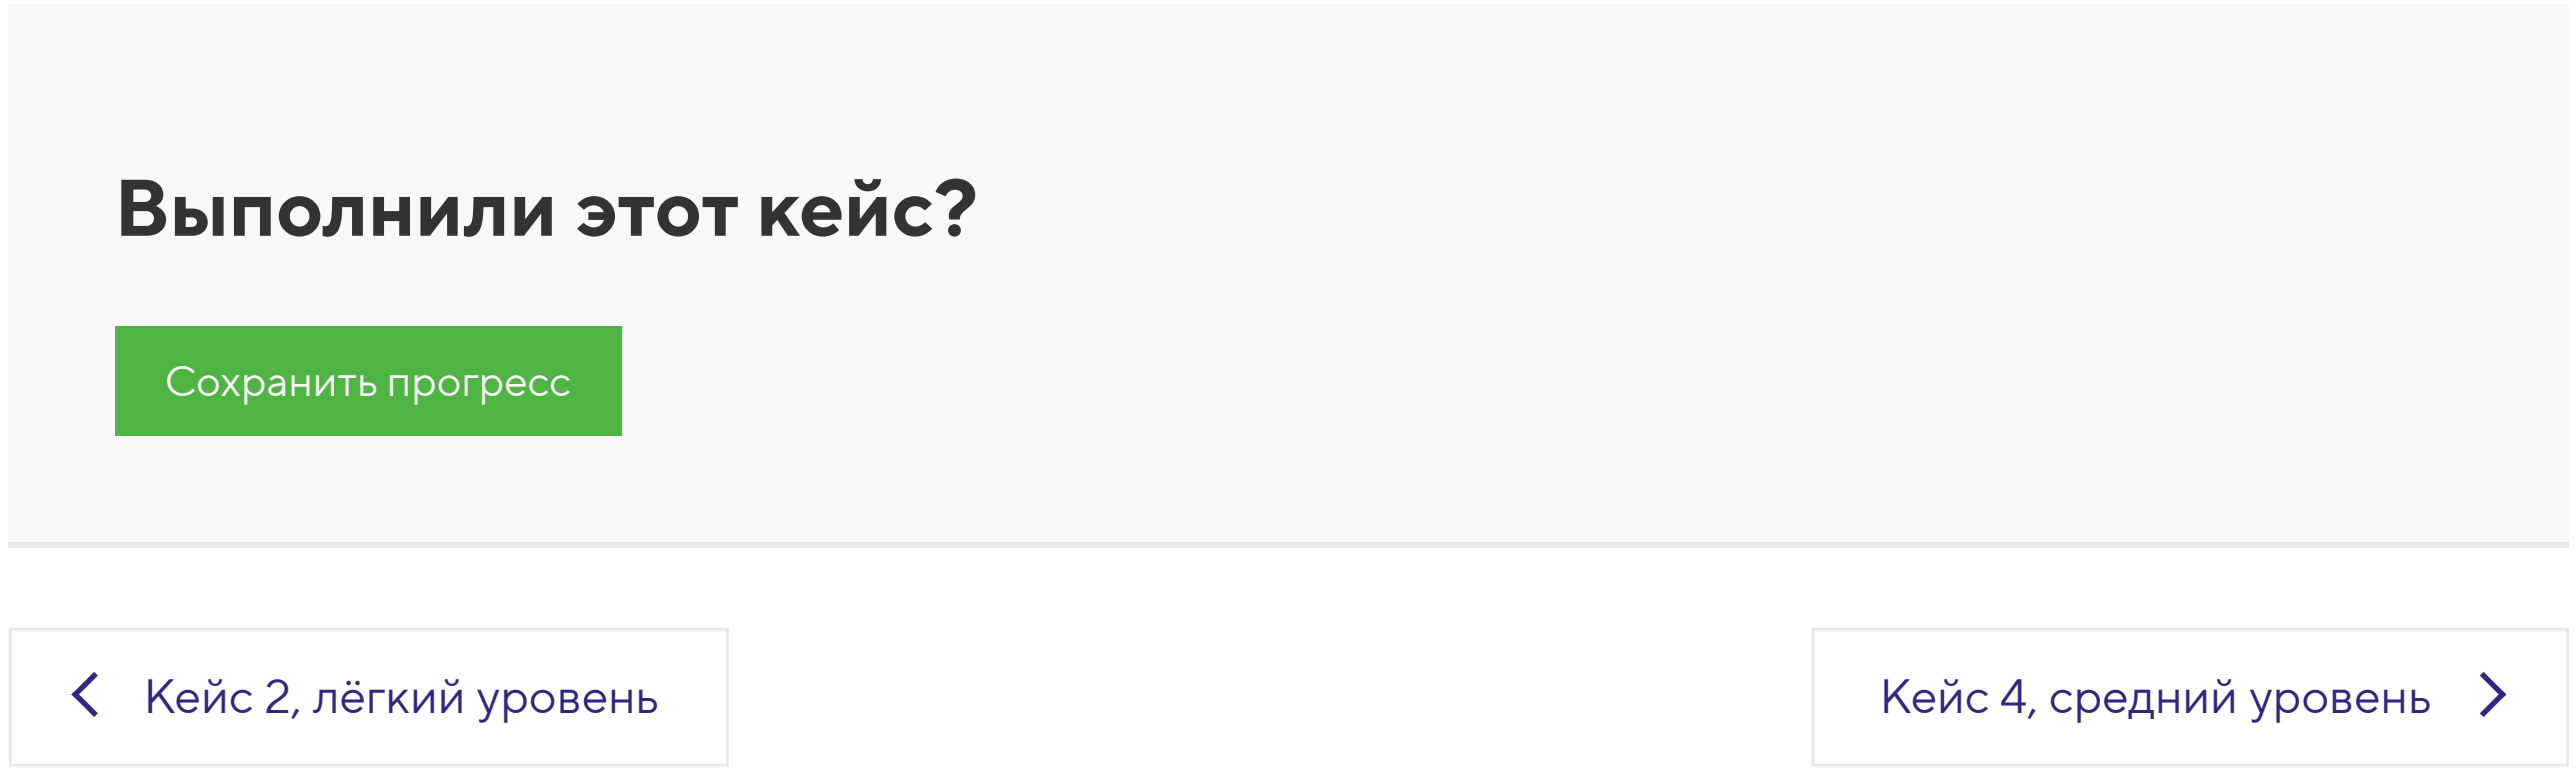 Выполнили этот кейс?
Сохранить прогресс
Кейс 2, лёгкий уровень
Кейс 4, средний уровень